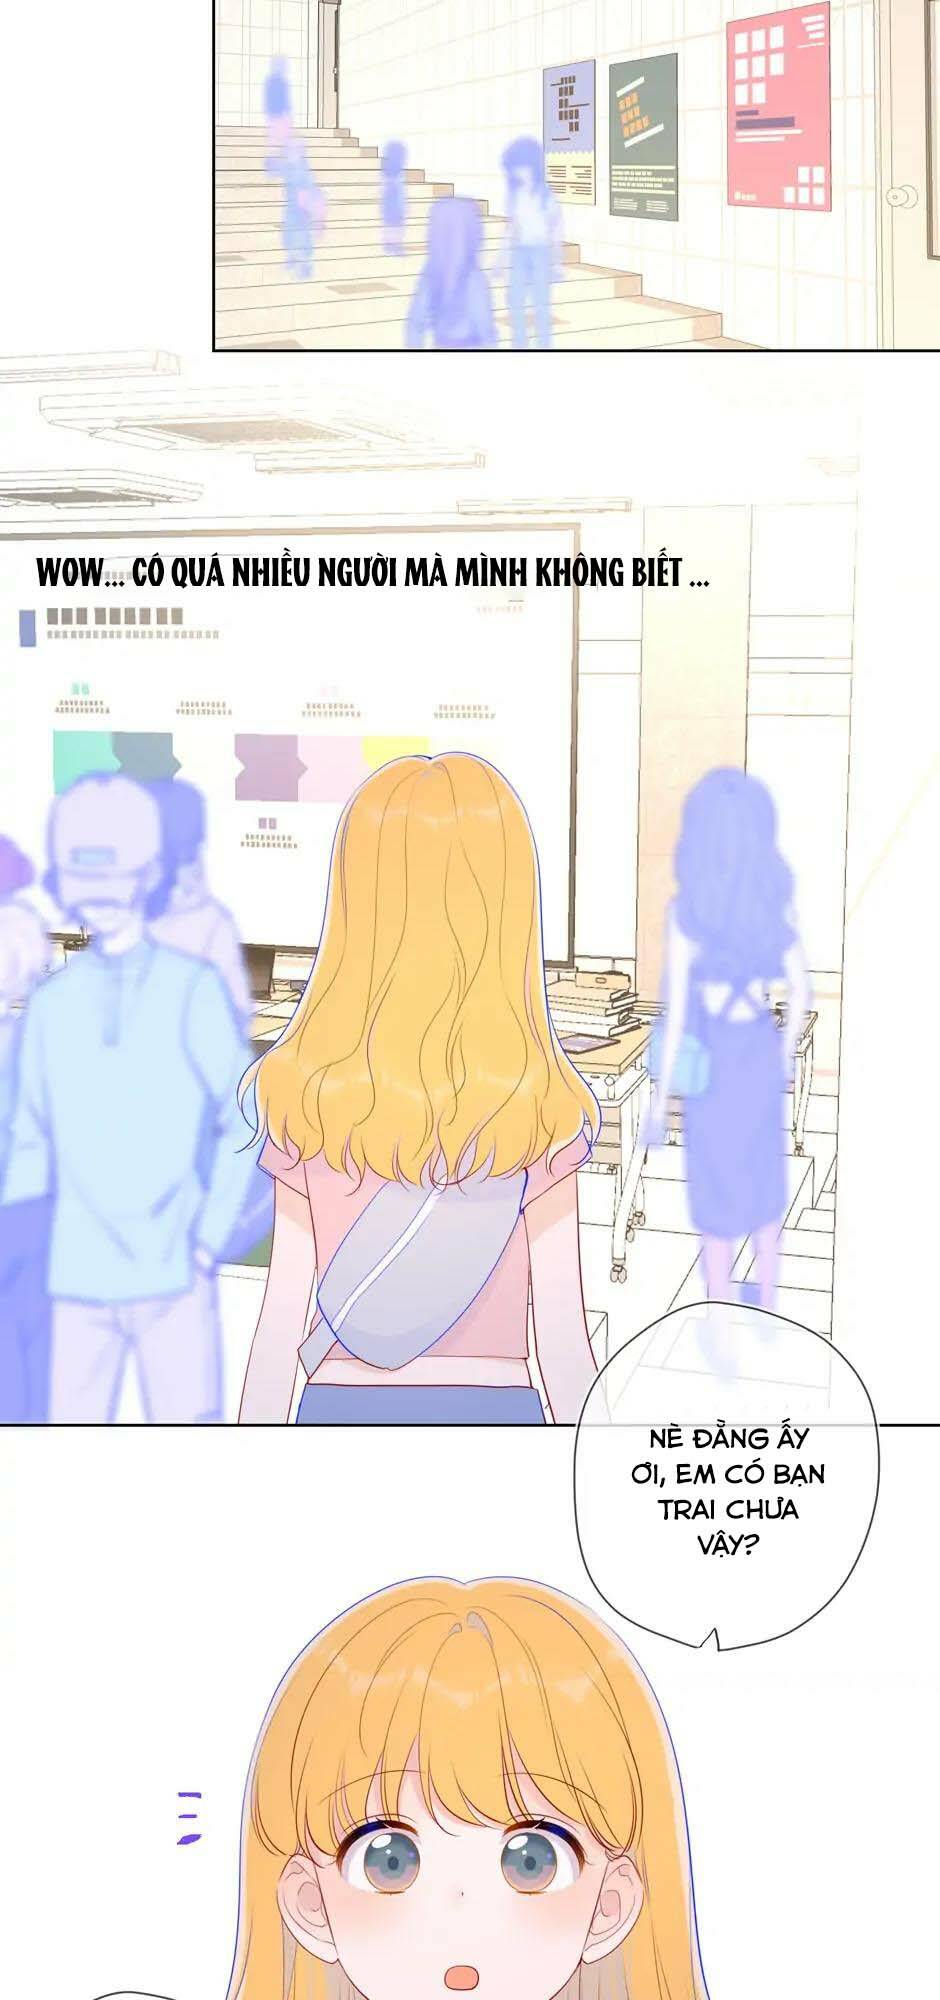 WOW... CÓ QUÁ NHIỀU NGƯỜI MÀ MÌNH KHÔNG BIẾT ...
NÈ ĐẰNG ẤY
ƠI, EM CÓ BẠN
TRAI CHƯA
VẬY?